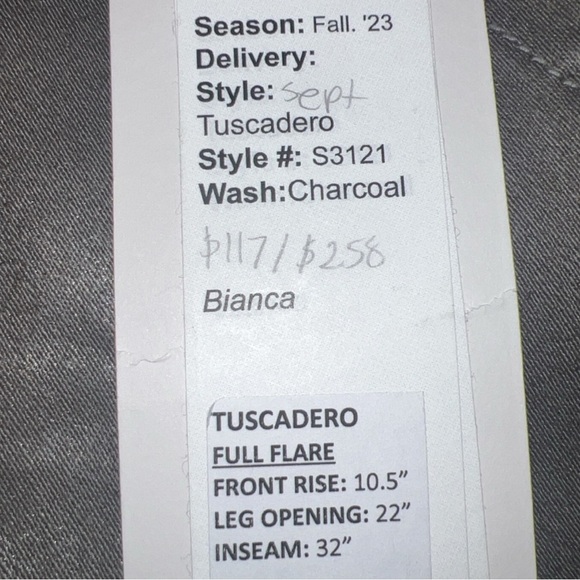 Season: Fall. '23
Delivery:
Style: Sept
Tuscadero
Style #: S3121
Wash:Charcoal
$117/$258
Bianca
TUSCADERO
FULL FLARE
FRONT RISE: 10.5”
LEG OPENING: 22”
INSEAM: 32”